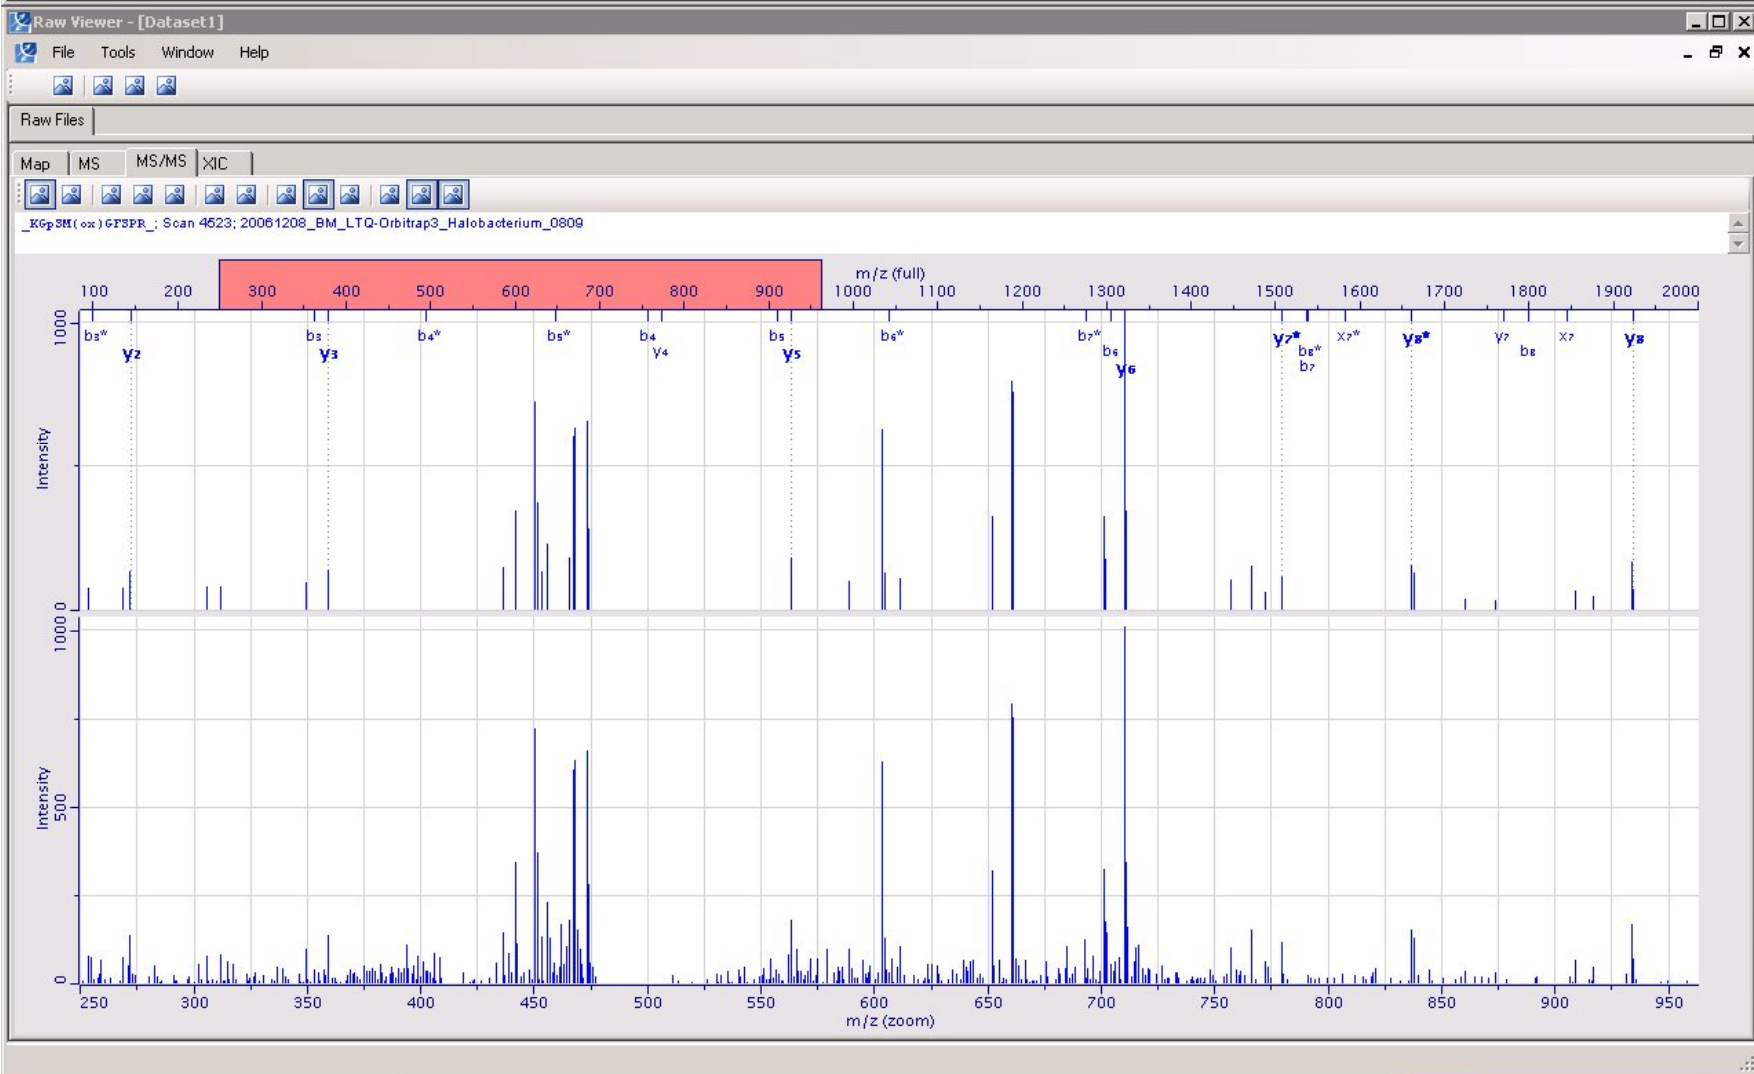 Raw Viewer - [Dataset1]
File Tools Window Help
Raw Files
Map MS MS/MS XIC
_KGpSM(ox)GFSPR_; Scan 4523; 20061208_BM_LTQ-Orbitrap3_Halobacterium_0809
m/z (full)
100 200 300 400 500 600 700 800 900 1000 1100 1200 1300 1400 1500 1600 1700 1800 1900 2000
b3* b3 b4* b5* b4 b5 b6* b7* y7* x7* y8* y7 x7 y8
y2 y3 y4 y5 b6 b8* b8
y6 b7
1000
Intensity
0
1000
Intensity
500
0
250 300 350 400 450 500 550 600 650 700 750 800 850 900 950
m/z (zoom)